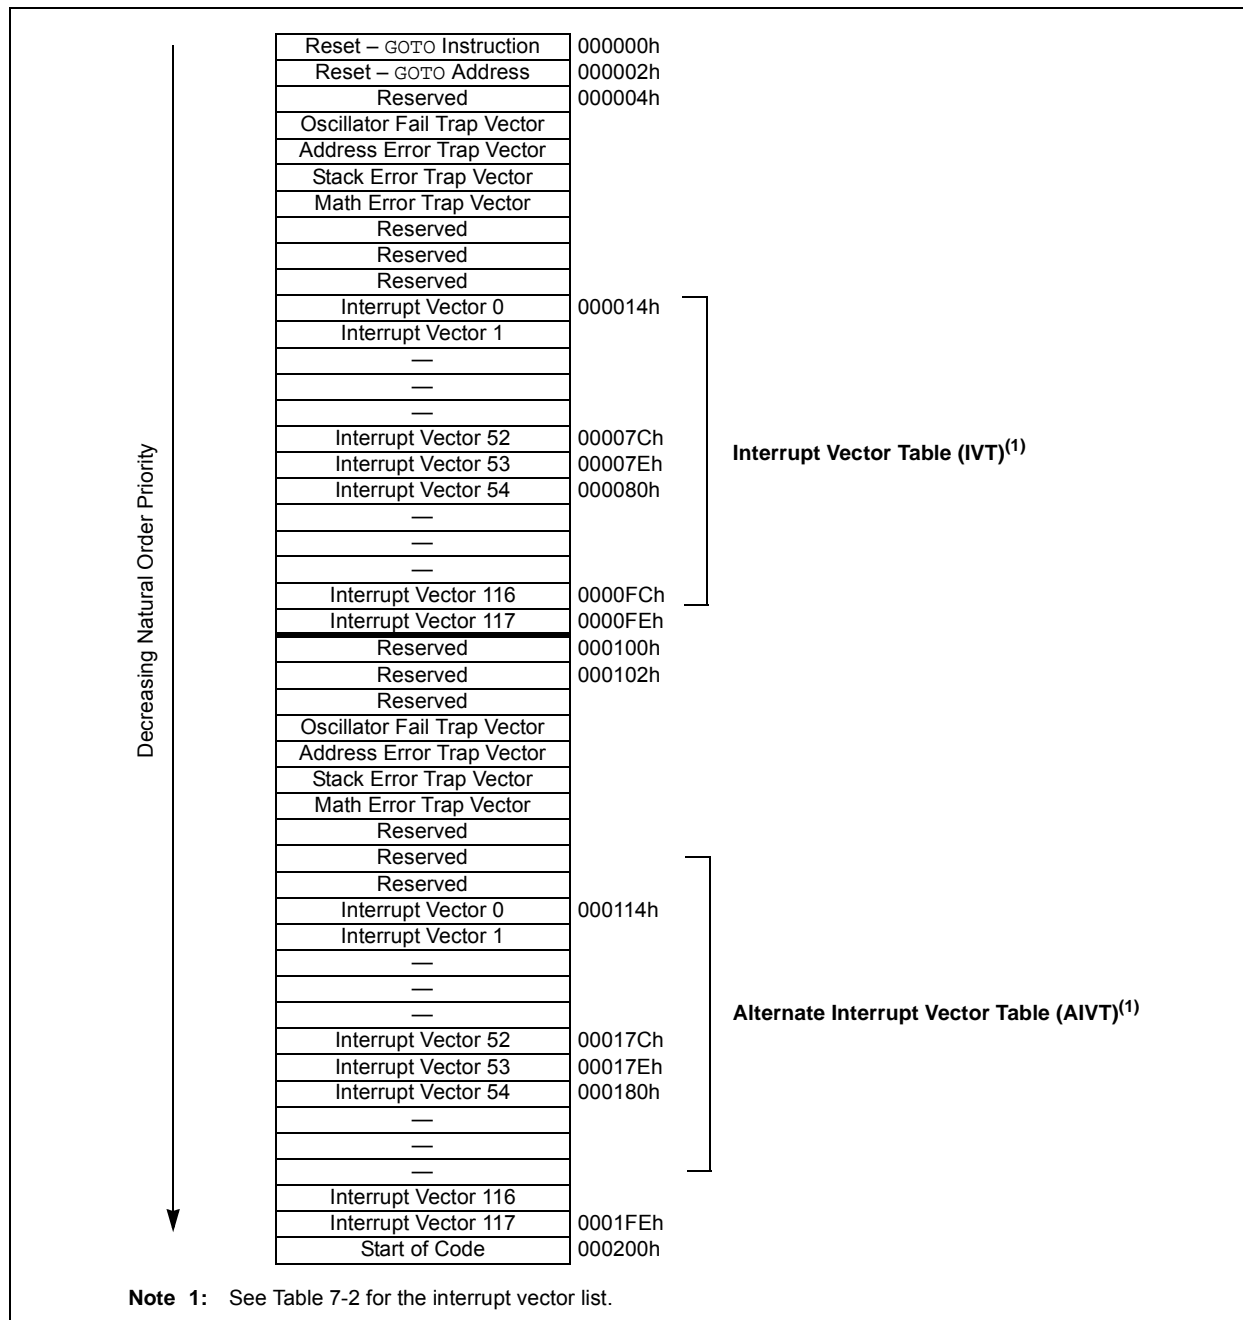 Decreasing Natural Order Priority
Reset – GOTO Instruction 000000h
Reset – GOTO Address 000002h
Reserved 000004h
Oscillator Fail Trap Vector
Address Error Trap Vector
Stack Error Trap Vector
Math Error Trap Vector
Reserved
Reserved
Reserved
Interrupt Vector 0 000014h
Interrupt Vector 1
—
—
—
Interrupt Vector 52 00007Ch
Interrupt Vector Table (IVT)(1)
Interrupt Vector 53 00007Eh
Interrupt Vector 54 000080h
—
—
—
Interrupt Vector 116 0000FCh
Interrupt Vector 117 0000FEh
Reserved 000100h
Reserved 000102h
Reserved
Oscillator Fail Trap Vector
Address Error Trap Vector
Stack Error Trap Vector
Math Error Trap Vector
Reserved
Reserved
Reserved
Interrupt Vector 0 000114h
Interrupt Vector 1
—
—
—
Alternate Interrupt Vector Table (AIVT)(1)
Interrupt Vector 52 00017Ch
Interrupt Vector 53 00017Eh
Interrupt Vector 54 000180h
—
—
—
Interrupt Vector 116
Interrupt Vector 117 0001FEh
Start of Code 000200h
Note 1: See Table 7-2 for the interrupt vector list.